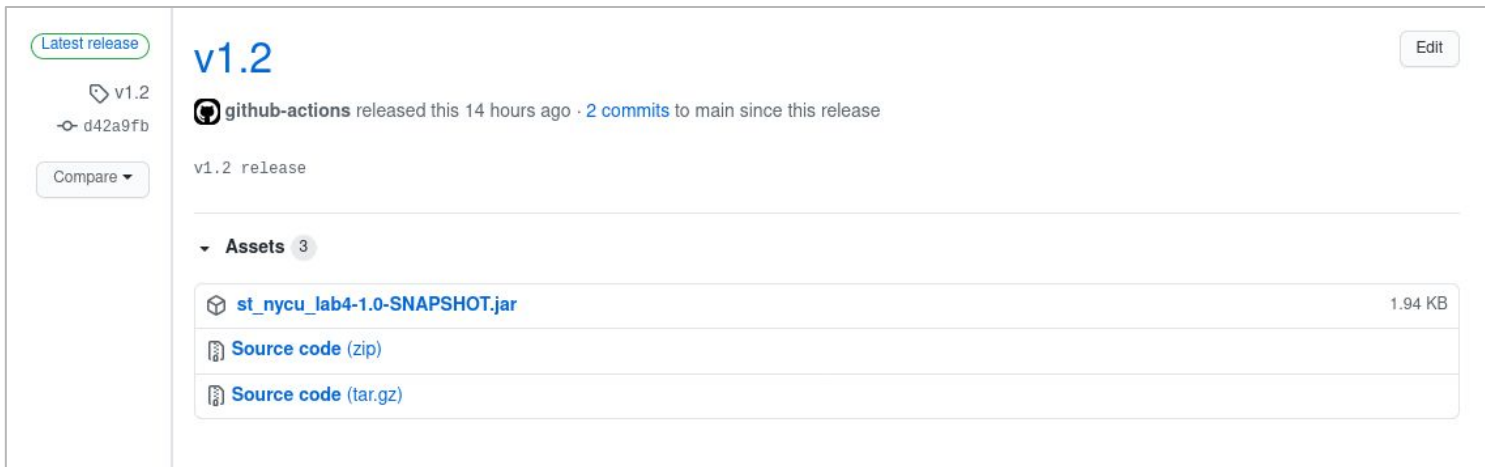 Latest release
v1.2
d42a9fb
Compare
v1.2
Edit
github-actions released this 14 hours ago · 2 commits to main since this release
v1.2 release
Assets 3
st_nycu_lab4-1.0-SNAPSHOT.jar 1.94 KB
Source code (zip)
Source code (tar.gz)